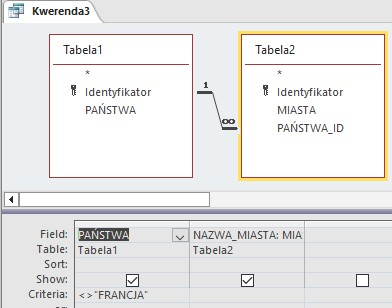 Kwerenda3
Tabela1
*
Identyfikator
PAŃSTWA
1
∞
Tabela2
*
Identyfikator
MIASTA
PAŃSTWA_ID
Field: PAŃSTWA NAZWA_MIASTA: MIA
Table: Tabela1 Tabela2
Sort:
Show:
Criteria: <>"FRANCJA"